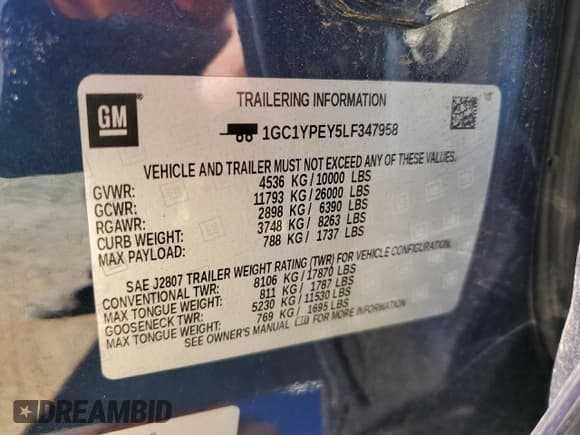 GM
TRAILERING INFORMATION
1GC1YPEY5LF347958
VEHICLE AND TRAILER MUST NOT EXCEED ANY OF THESE VALUES.
GVWR: 4536 KG / 10000 LBS
GCWR: 11793 KG / 26000 LBS
RGAWR: 2898 KG / 6390 LBS
CURB WEIGHT: 3748 KG / 8263 LBS
MAX PAYLOAD: 788 KG / 1737 LBS
SAE J2807 TRAILER WEIGHT RATING (TWR) FOR VEHICLE CONFIGURATION.
CONVENTIONAL TWR: 8106 KG / 17870 LBS
MAX TONGUE WEIGHT: 811 KG / 1787 LBS
GOOSENECK TWR: 5230 KG / 11530 LBS
MAX TONGUE WEIGHT: 769 KG / 1695 LBS
SEE OWNER'S MANUAL FOR MORE INFORMATION
DREAMBID